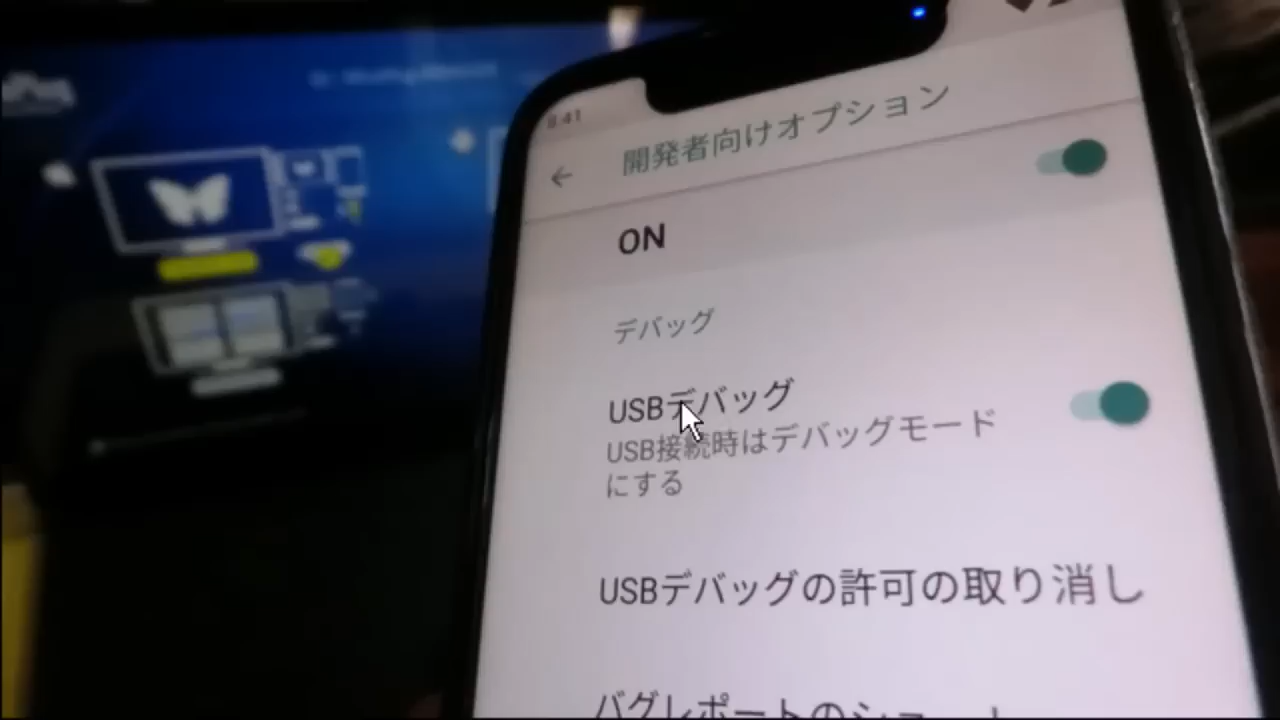 8:41
開発者向けオプション
ON
デバッグ
USBデバッグ
USB接続時はデバッグモード
にする
USBデバッグの許可の取り消し